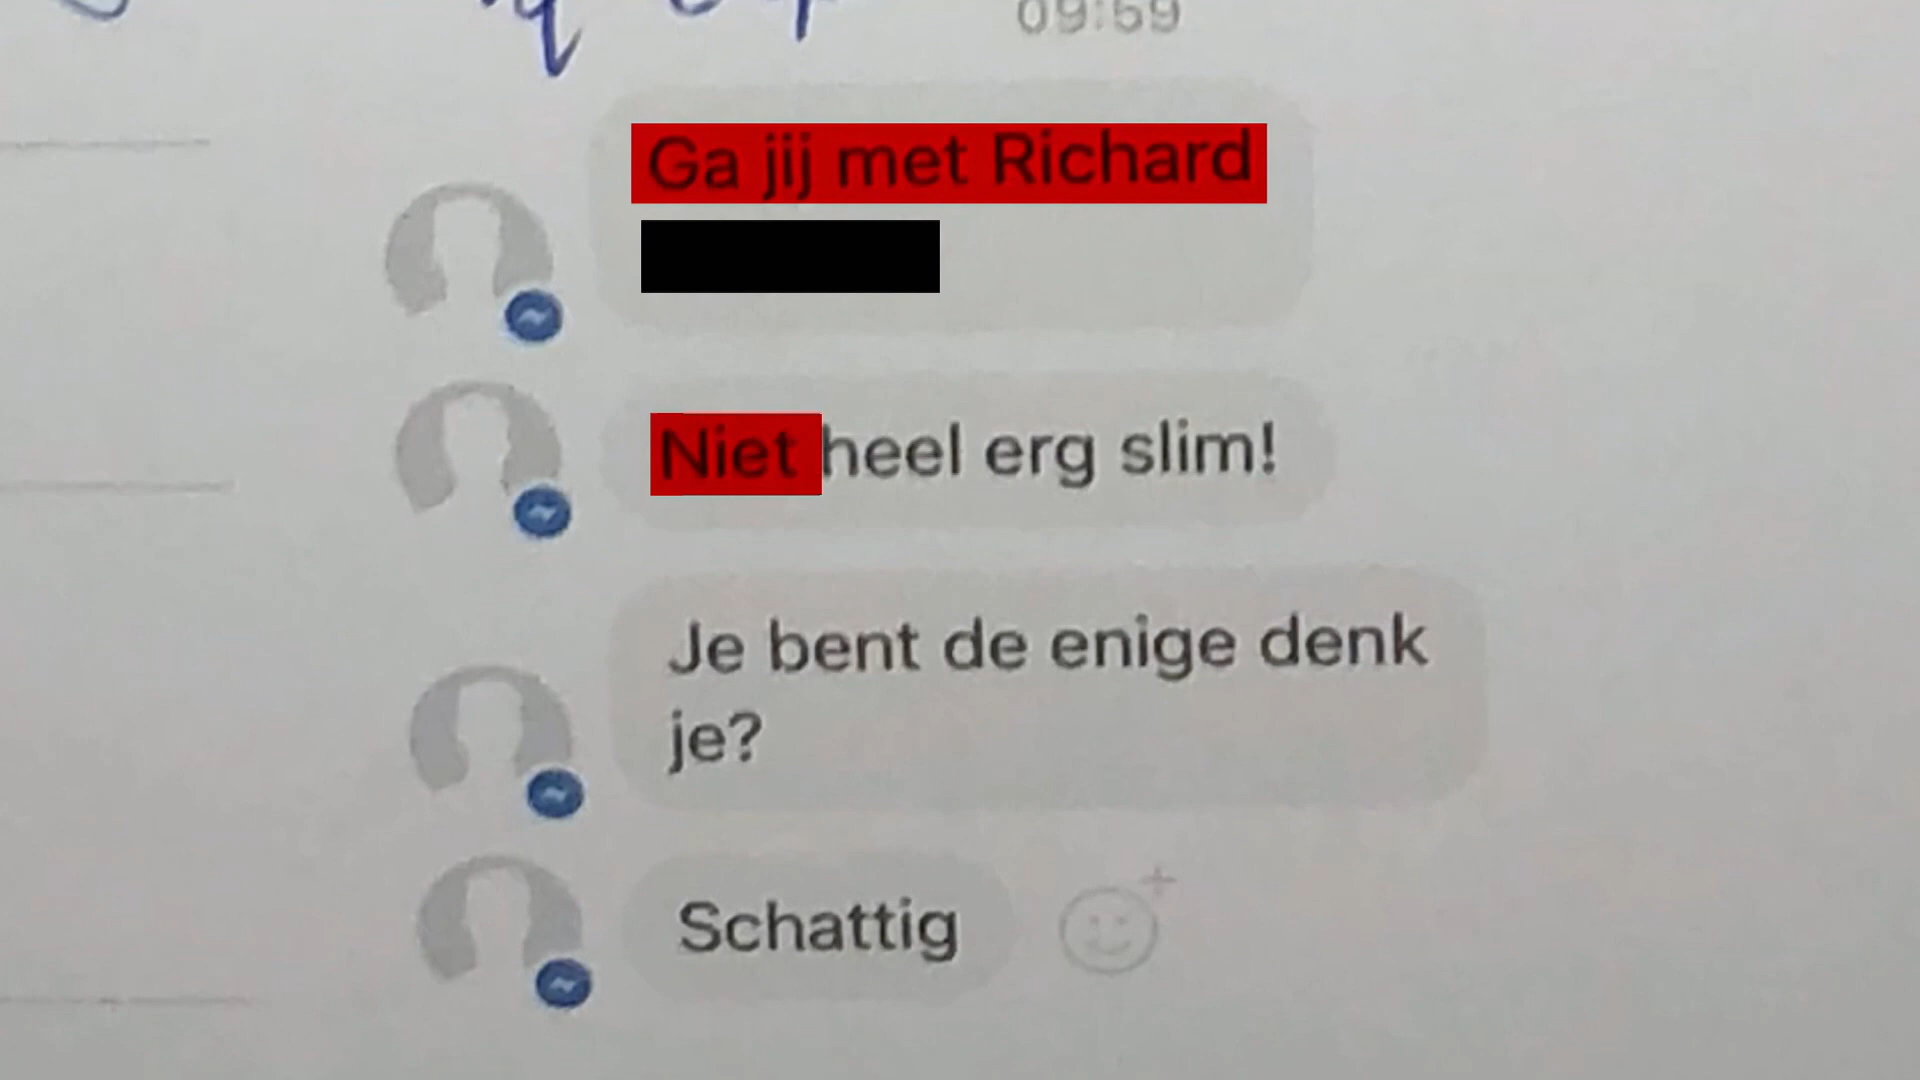 09:59
Ga jij met Richard
Niet heel erg slim!
Je bent de enige denk
je?
Schattig